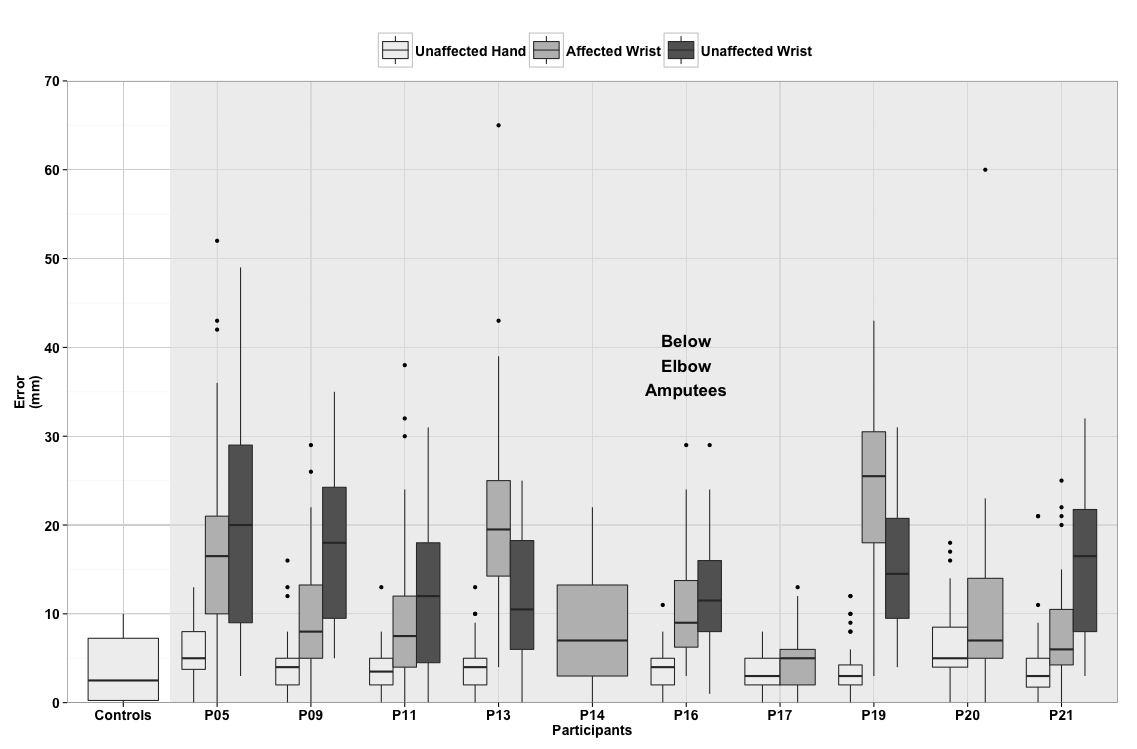 Unaffected Hand Affected Wrist Unaffected Wrist
70
60
50
40
30
20
10
0
Error
(mm)
Below
Elbow
Amputees
Controls P05 P09 P11 P13 P14 P16 P17 P19 P20 P21
Participants